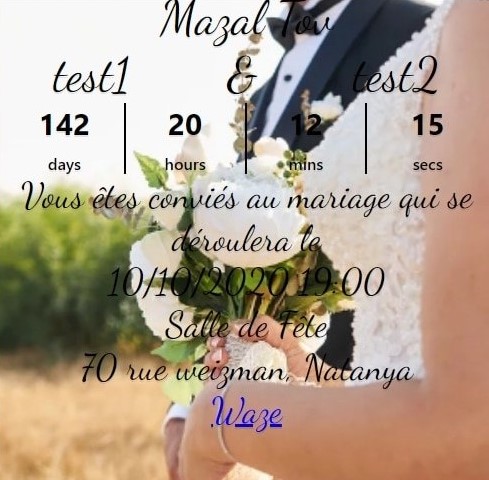 Mazal Tov
test1 & test2
142 20 12 15
days hours mins secs
Vous êtes conviés au mariage qui se
déroulera le
10/10/2020 19:00
Salle de Fête
70 rue weizman, Natanya
Waze